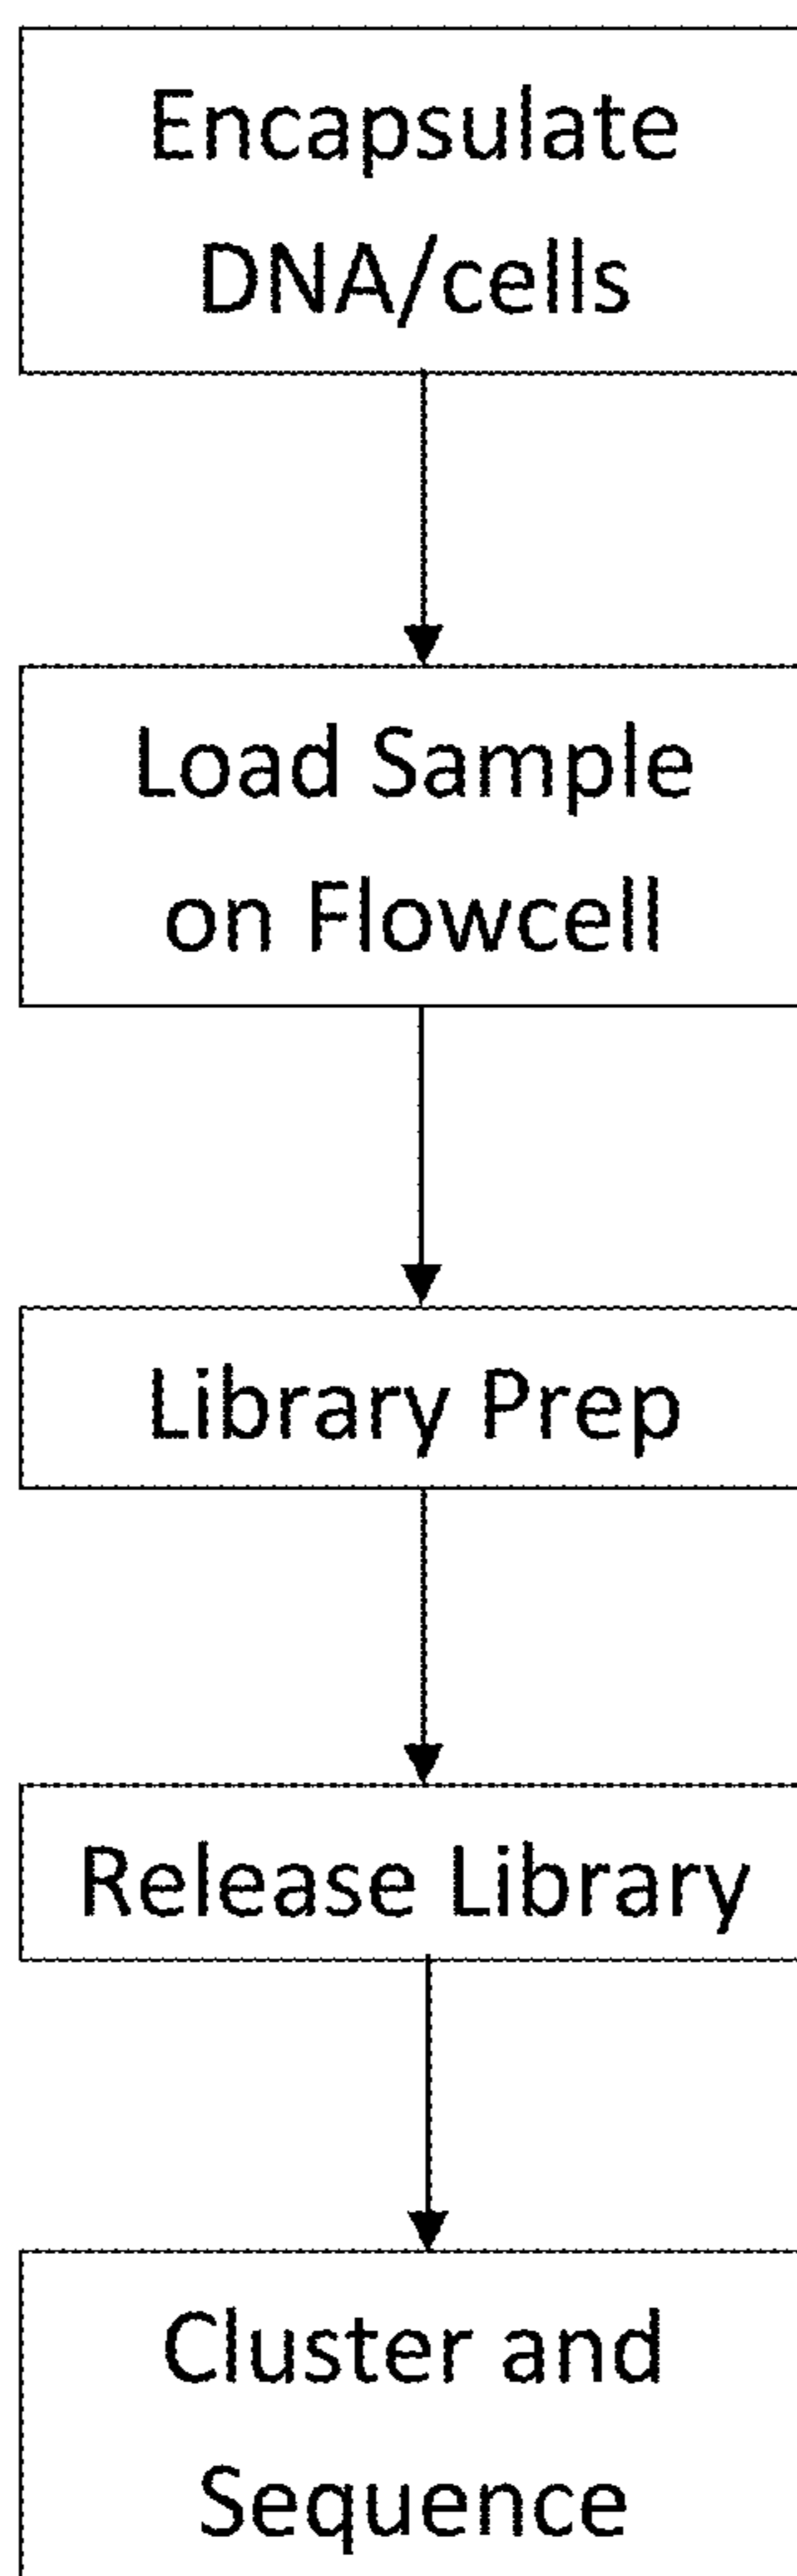 Encapsulate
DNA/cells
Load Sample
on Flowcell
Library Prep
Release Library
Cluster and
Sequence